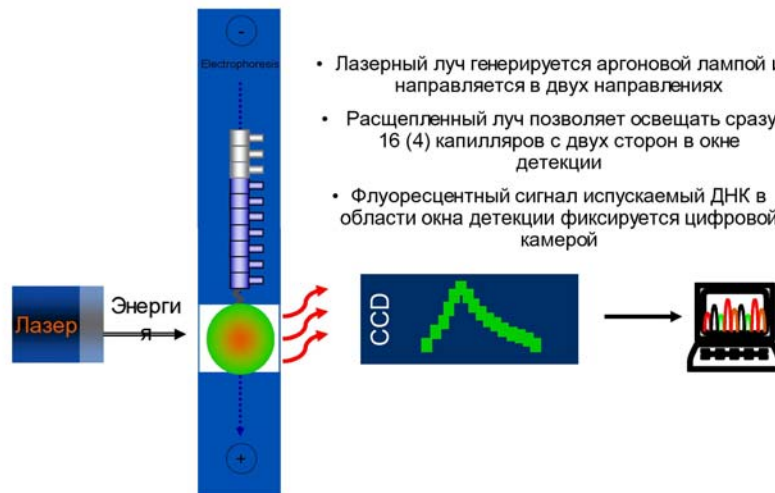 -
Electrophoresis
• Лазерный луч генерируется аргоновой лампой и
направляется в двух направлениях
• Расщепленный луч позволяет освещать сразу
16 (4) капилляров с двух сторон в окне
детекции
• Флуоресцентный сигнал испускаемый ДНК в
области окна детекции фиксируется цифровой
камерой
Лазер
Энерги
я
CCD
+